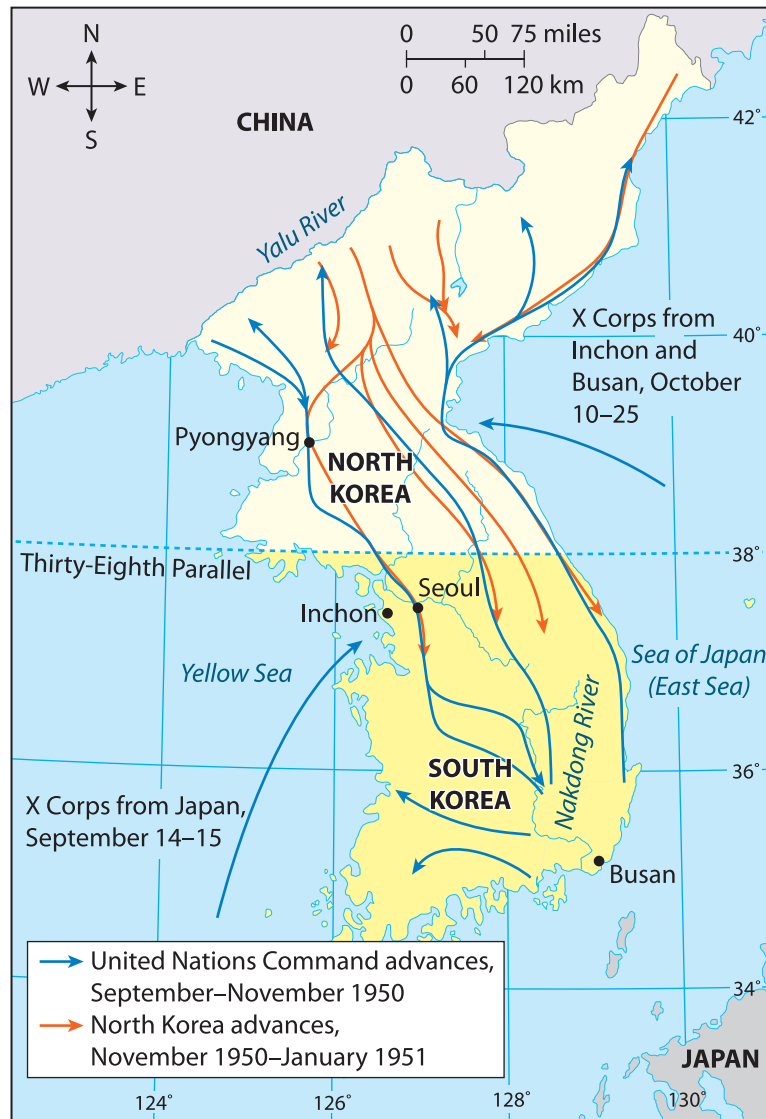 N
W E
S
0 50 75 miles
0 60 120 km
CHINA
42°
Yalu River
40°
X Corps from
Inchon and
Busan, October
10–25
Pyongyang
NORTH
KOREA
38°
Thirty-Eighth Parallel
Seoul
Inchon
Yellow Sea
Sea of Japan
(East Sea)
Nakdong River
SOUTH
KOREA
36°
X Corps from Japan,
September 14–15
Busan
United Nations Command advances,
September–November 1950
North Korea advances,
November 1950–January 1951
34°
JAPAN
124° 126° 128° 130°